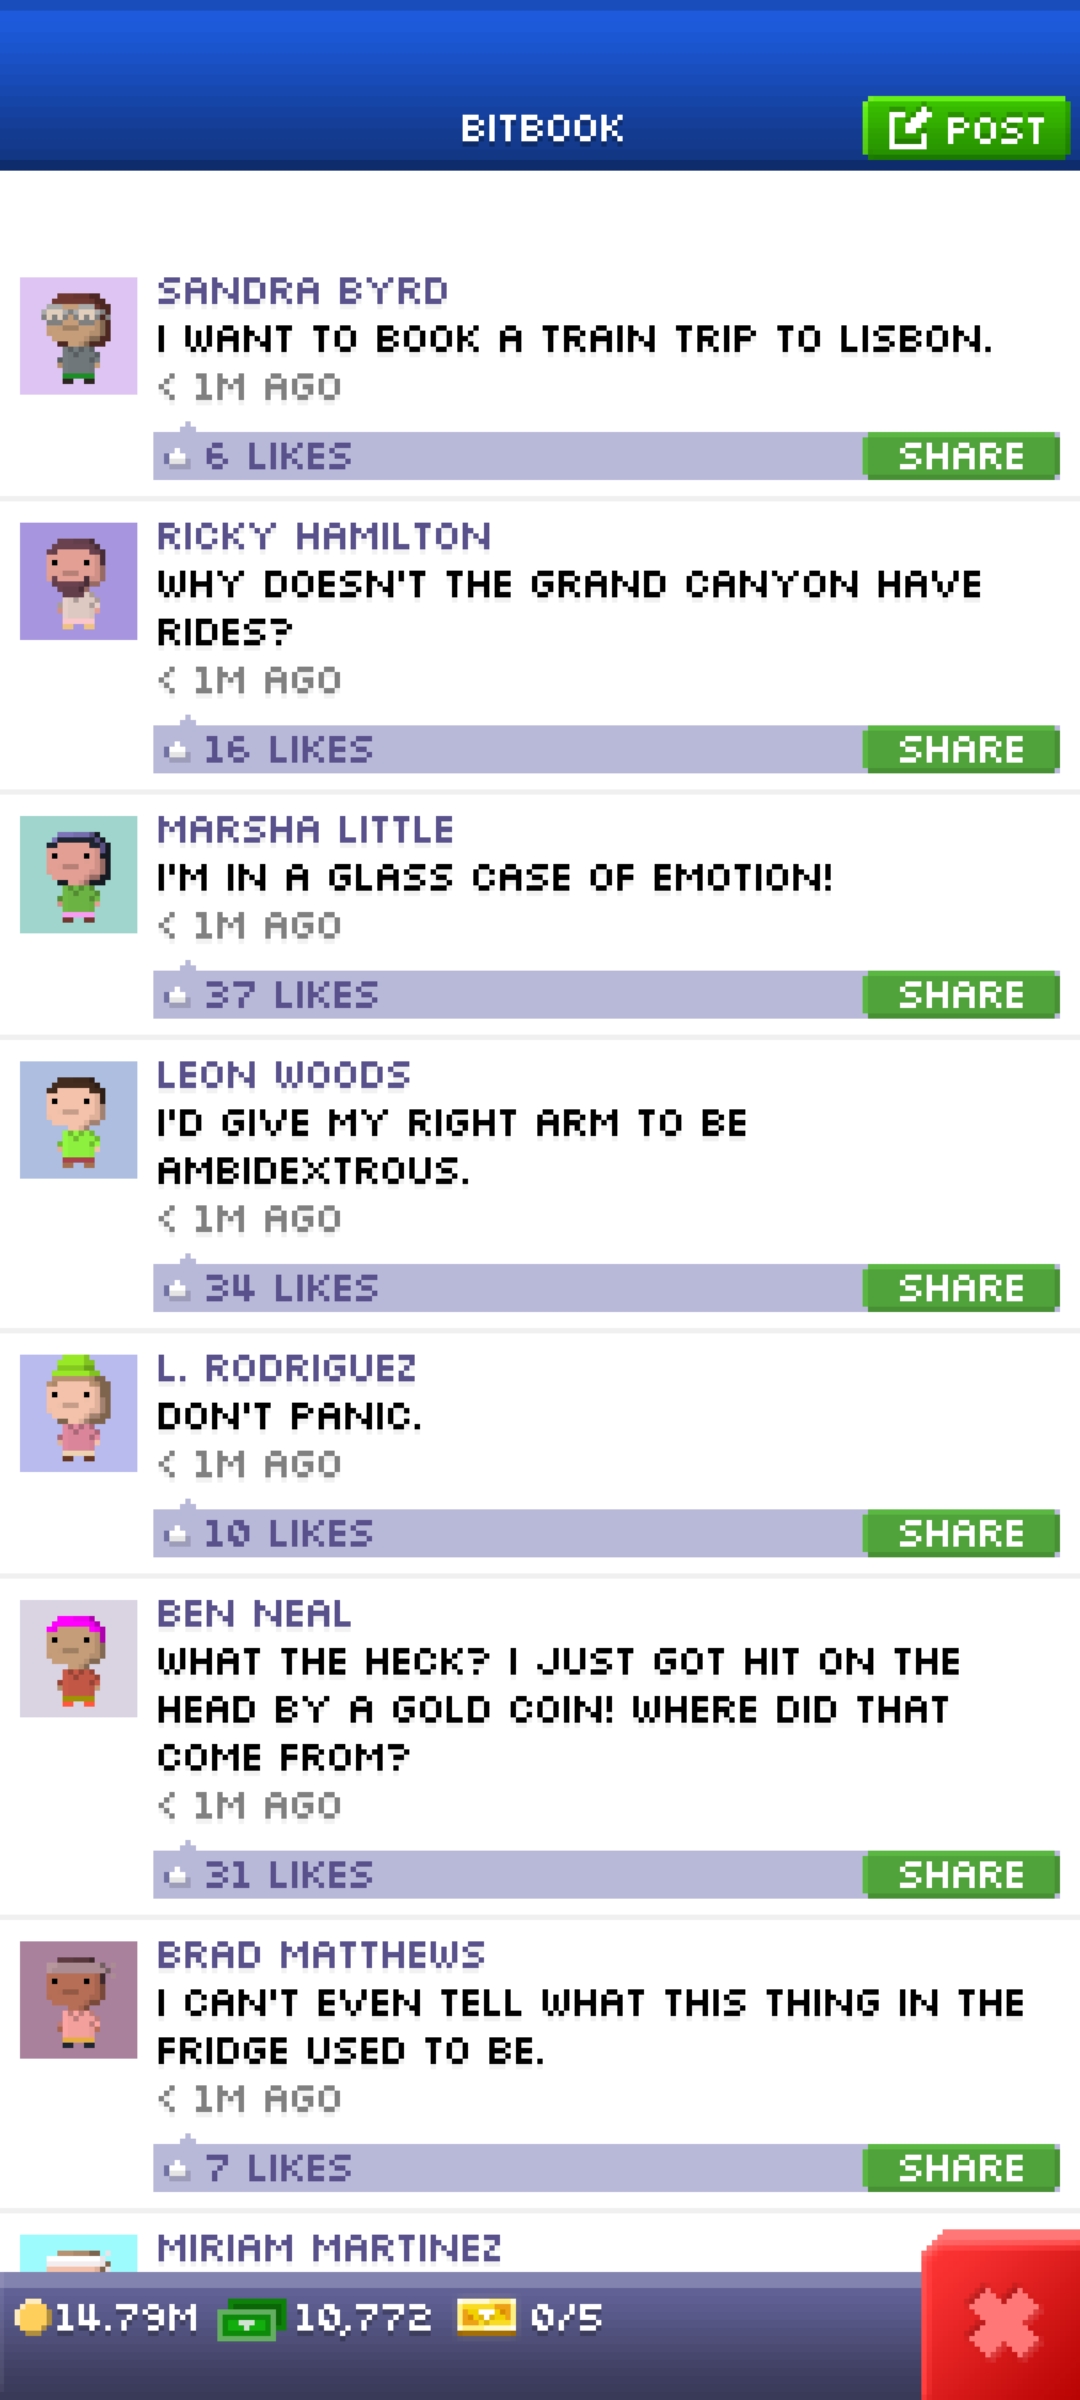 BITBOOK
POST
SANDRA BYRD
I WANT TO BOOK A TRAIN TRIP TO LISBON.
< 1M AGO
6 LIKES
SHARE
RICKY HAMILTON
WHY DOESN'T THE GRAND CANYON HAVE
RIDES?
< 1M AGO
16 LIKES
SHARE
MARSHA LITTLE
I'M IN A GLASS CASE OF EMOTION!
< 1M AGO
37 LIKES
SHARE
LEON WOODS
I'D GIVE MY RIGHT ARM TO BE
AMBIDEXTROUS.
< 1M AGO
34 LIKES
SHARE
L. RODRIGUEZ
DON'T PANIC.
< 1M AGO
10 LIKES
SHARE
BEN NEAL
WHAT THE HECK? I JUST GOT HIT ON THE
HEAD BY A GOLD COIN! WHERE DID THAT
COME FROM?
< 1M AGO
31 LIKES
SHARE
BRAD MATTHEWS
I CAN'T EVEN TELL WHAT THIS THING IN THE
FRIDGE USED TO BE.
< 1M AGO
7 LIKES
SHARE
MIRIAM MARTINEZ
14.79M 10,772 0/5